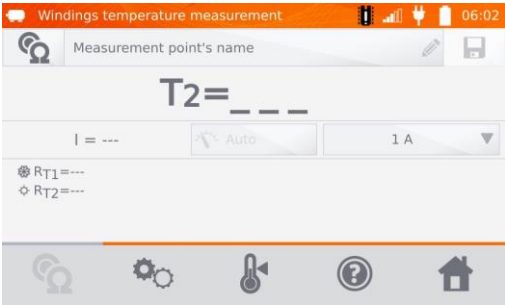 Windings temperature measurement 06:02
Measurement point's name
T2=_ _ _
I = --- Auto 1 A
RT1=---
RT2=---